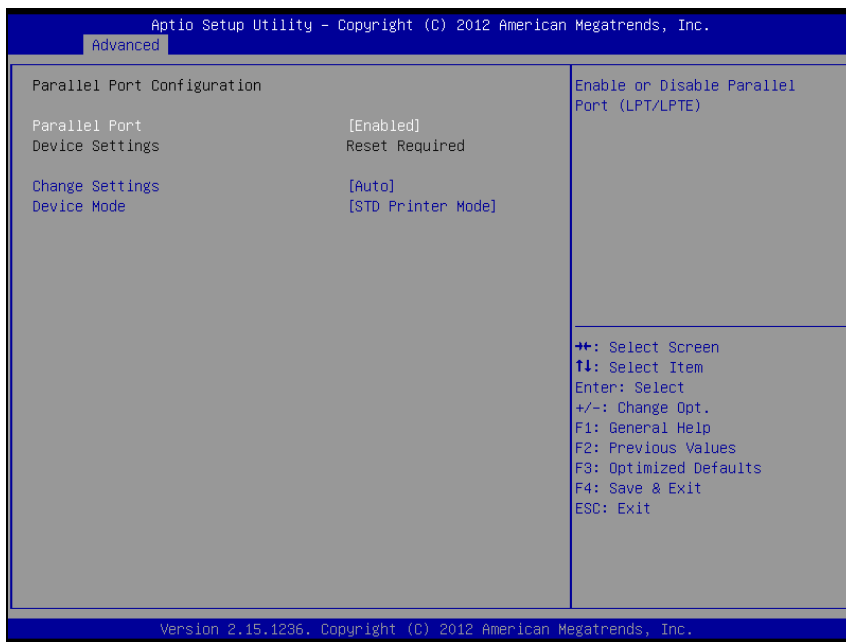 Aptio Setup Utility – Copyright (C) 2012 American Megatrends, Inc.
Advanced
Parallel Port Configuration
Parallel Port [Enabled]
Device Settings Reset Required
Change Settings [Auto]
Device Mode [STD Printer Mode]
Enable or Disable Parallel
Port (LPT/LPTE)
→←: Select Screen
↑↓: Select Item
Enter: Select
+/-: Change Opt.
F1: General Help
F2: Previous Values
F3: Optimized Defaults
F4: Save & Exit
ESC: Exit
Version 2.15.1236. Copyright (C) 2012 American Megatrends, Inc.